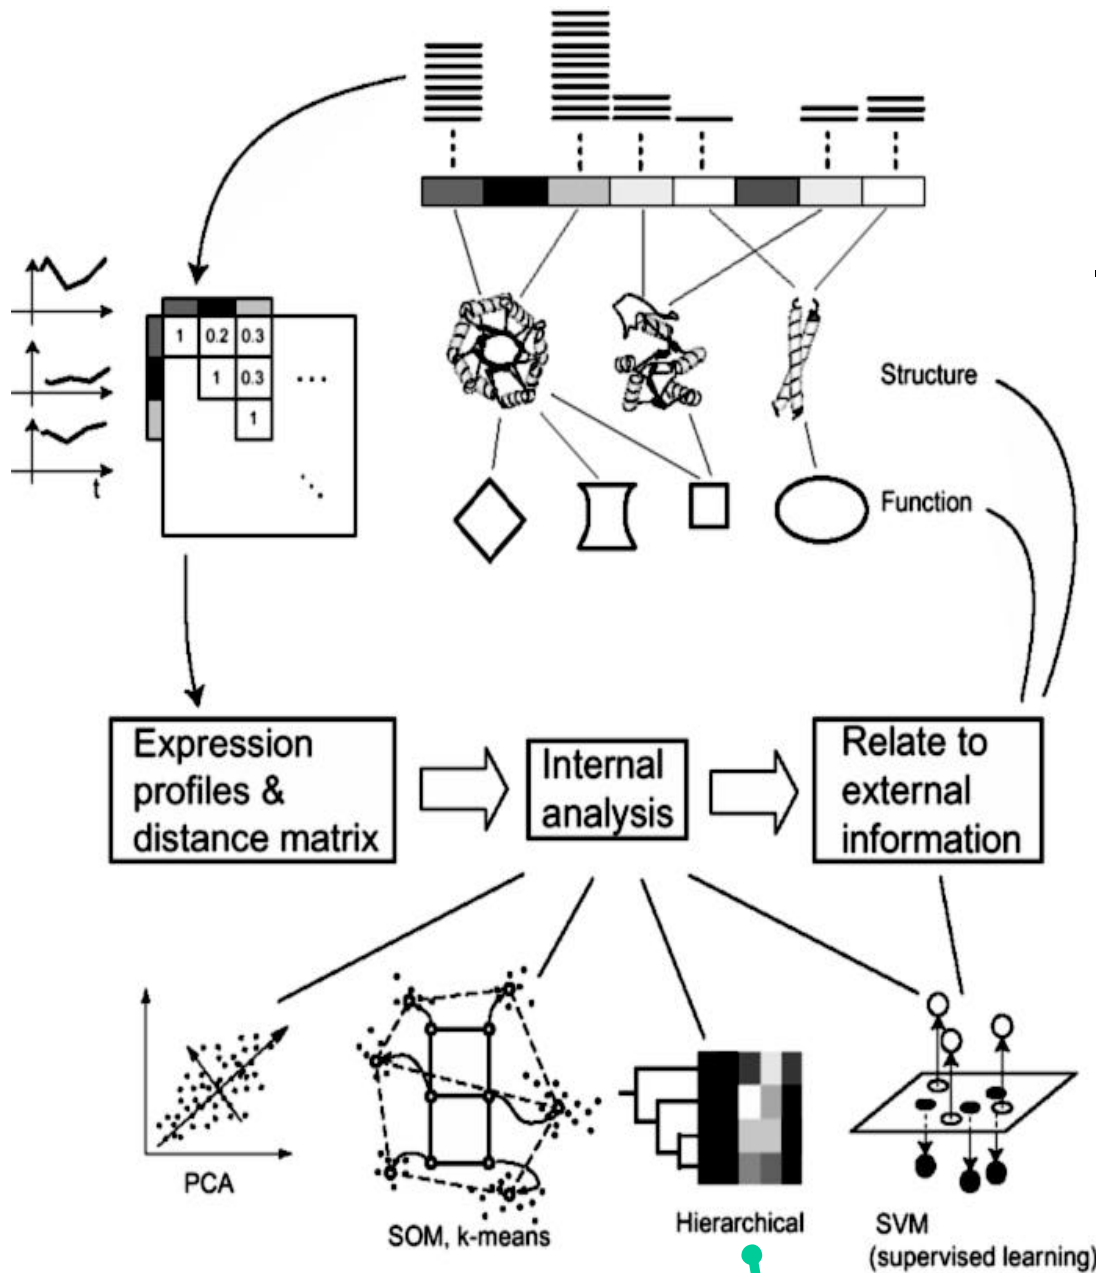 1 0.2 0.3
1 0.3 ...
1
t
Structure
Function
Expression
profiles &
distance matrix
Internal
analysis
Relate to
external
information
PCA
SOM, k-means
Hierarchical
SVM
(supervised learning)